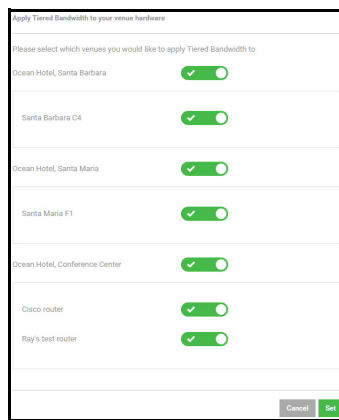 Apply Tiered Bandwidth to your venue hardware
Please select which venues you would like to apply Tiered Bandwidth to
Ocean Hotel, Santa Barbara
Santa Barbara C4
Ocean Hotel, Santa Maria
Santa Maria F1
Ocean Hotel, Conference Center
Cisco router
Ray's test router
Cancel Set